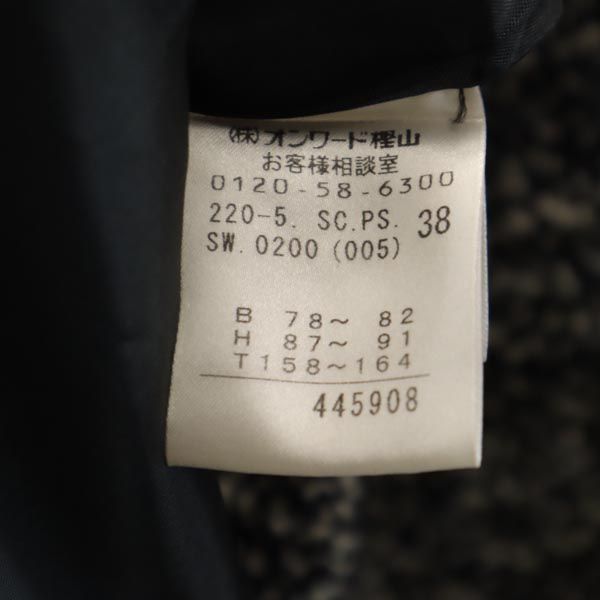 (株)オンワード樫山
お客様相談室
0120-58-6300
220-5. SC.PS. 38
SW. 0200 (005)
B 78～ 82
H 87～ 91
T158～164
445908